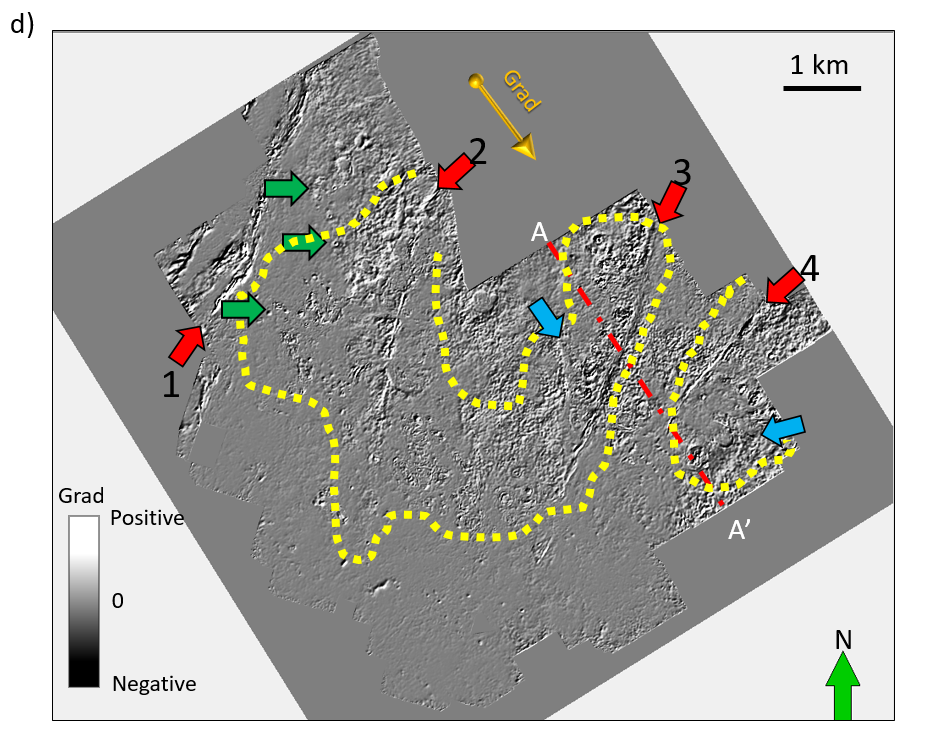 d)
1 km
Grad
2
3
A
4
1
Grad
Positive
0
Negative
A’
N